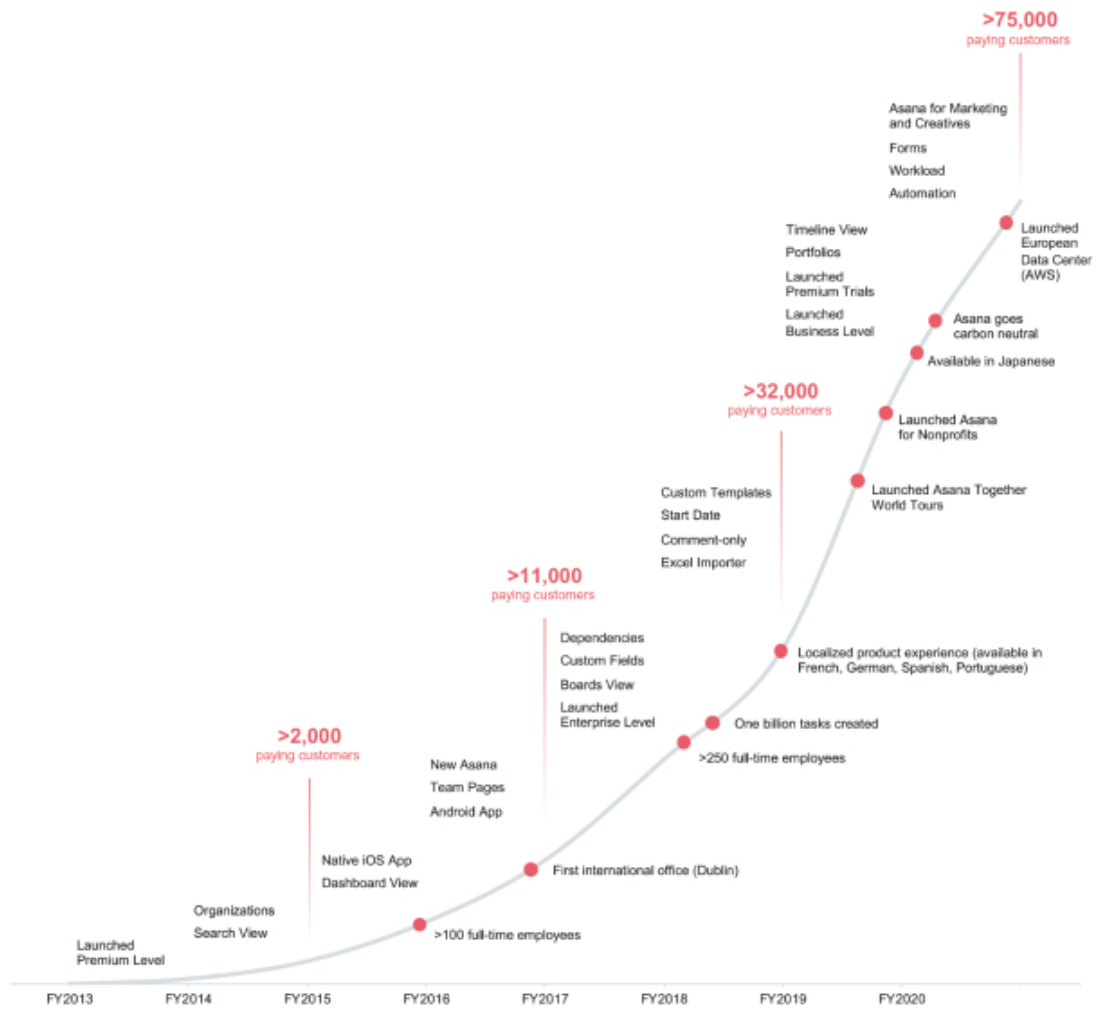 >75,000
paying customers
Asana for Marketing
and Creatives
Forms
Workload
Automation
Launched
European
Data Center
(AWS)
Timeline View
Portfolios
Launched
Premium Trials
Launched
Business Level
Asana goes
carbon neutral
Available in Japanese
>32,000
paying customers
Launched Asana
for Nonprofits
Custom Templates
Start Date
Comment-only
Excel Importer
Launched Asana Together
World Tours
>11,000
paying customers
Dependencies
Custom Fields
Boards View
Launched
Enterprise Level
Localized product experience (available in
French, German, Spanish, Portuguese)
One billion tasks created
>250 full-time employees
>2,000
paying customers
New Asana
Team Pages
Android App
Native iOS App
Dashboard View
First international office (Dublin)
Organizations
Search View
>100 full-time employees
Launched
Premium Level
FY2013 FY2014 FY2015 FY2016 FY2017 FY2018 FY2019 FY2020